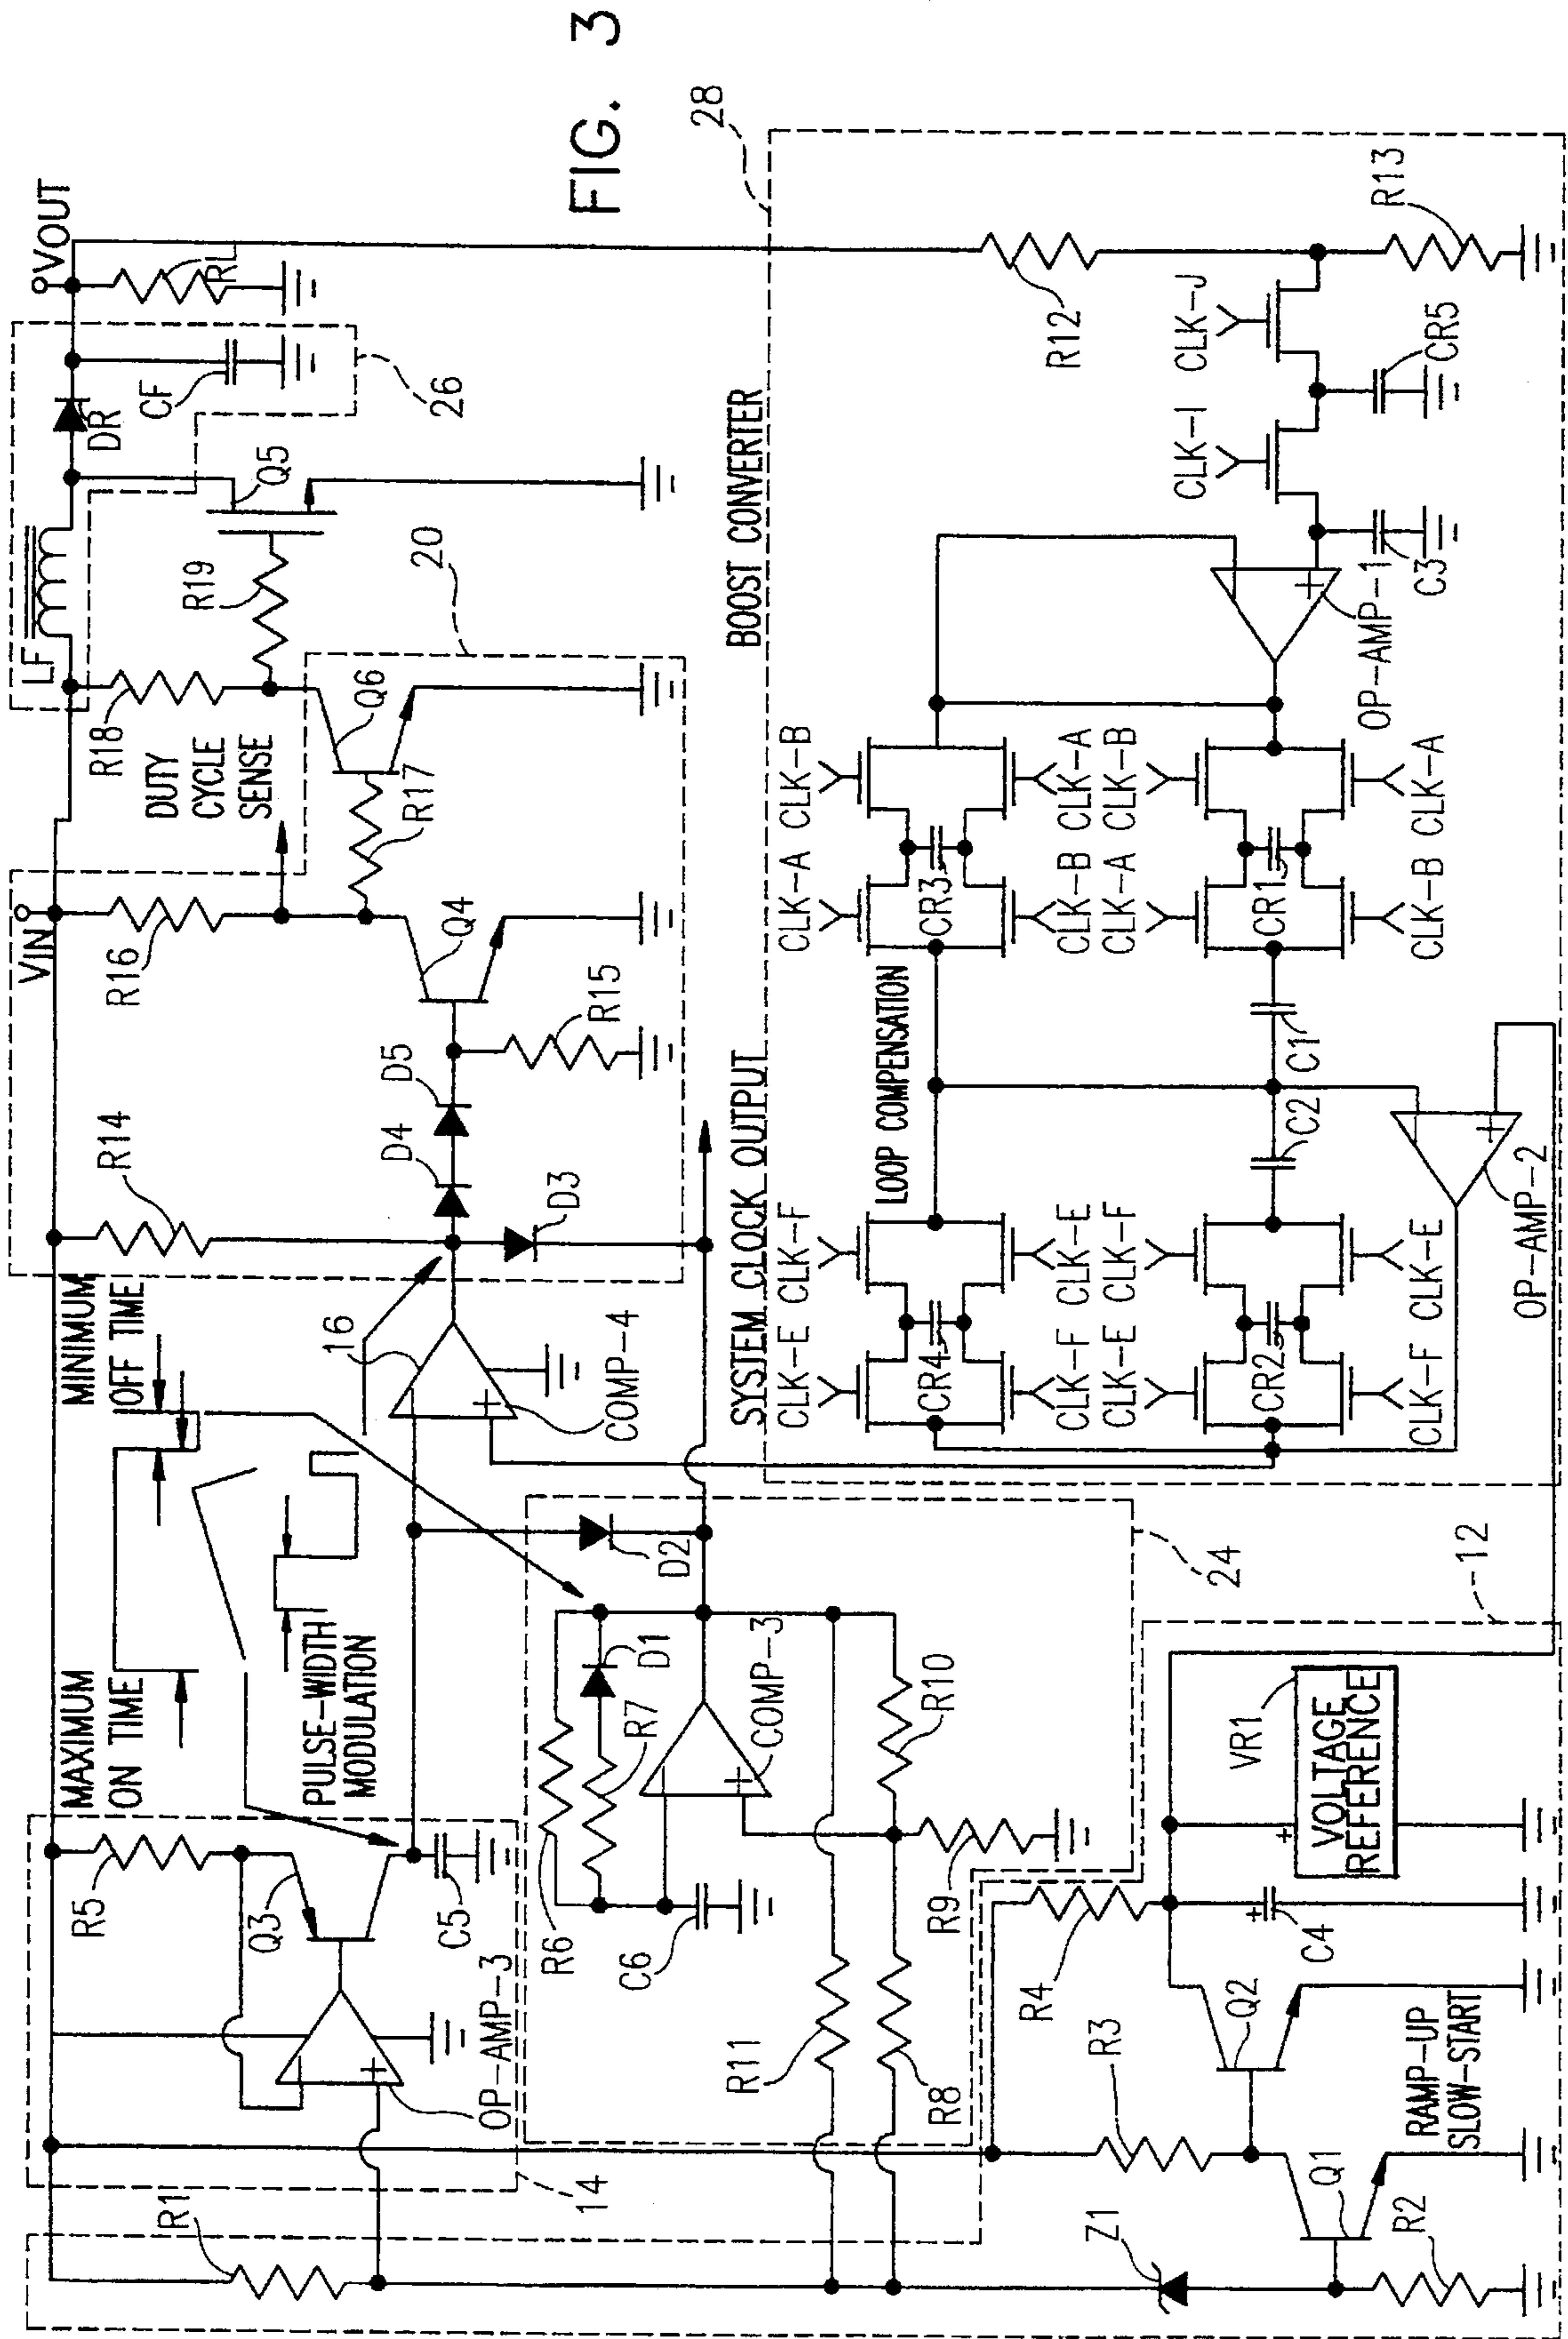 FIG. 3
VOUT
RL
CF
26
DR
LF
Q5
R19
R18
DUTY
CYCLE
SENSE
Q6
R17
20
VIN
R16
Q4
R15
D5
D4
D3
R14
16
COMP-4
MINIMUM
OFF TIME
MAXIMUM
ON TIME
PULSE-WIDTH
MODULATION
R5
Q3
C5
OP-AMP-3
14
R1
SYSTEM CLOCK OUTPUT
D2
D1
R7
R6
C6
COMP-3
R10
R9
R11
R8
24
BOOST CONVERTER
28
R12
R13
CLK-J
CR5
CLK-I
C3
OP-AMP-1
CLK-B
CLK-A
CLK-A
CLK-B
CR3
CLK-B
CLK-A
CLK-A
CLK-B
CR1
LOOP COMPENSATION
C1
C2
OP-AMP-2
CLK-F
CLK-E
CLK-E
CLK-F
CR4
CLK-F
CLK-E
CLK-E
CLK-F
CR2
12
VR1
VOLTAGE
REFERENCE
+
C4
+
R4
Q2
R3
RAMP-UP
SLOW-START
Q1
Z1
R2